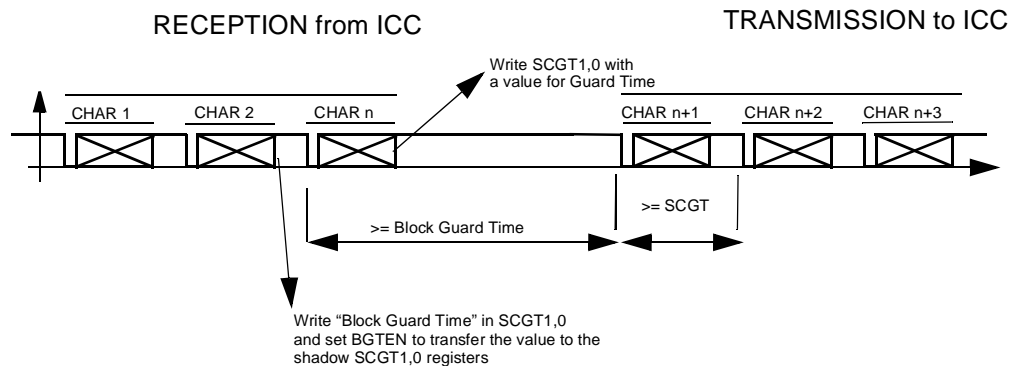 RECEPTION from ICC
TRANSMISSION to ICC
Write SCGT1,0 with
a value for Guard Time
CHAR 1
CHAR 2
CHAR n
CHAR n+1
CHAR n+2
CHAR n+3
>= SCGT
>= Block Guard Time
Write “Block Guard Time” in SCGT1,0
and set BGTEN to transfer the value to the
shadow SCGT1,0 registers